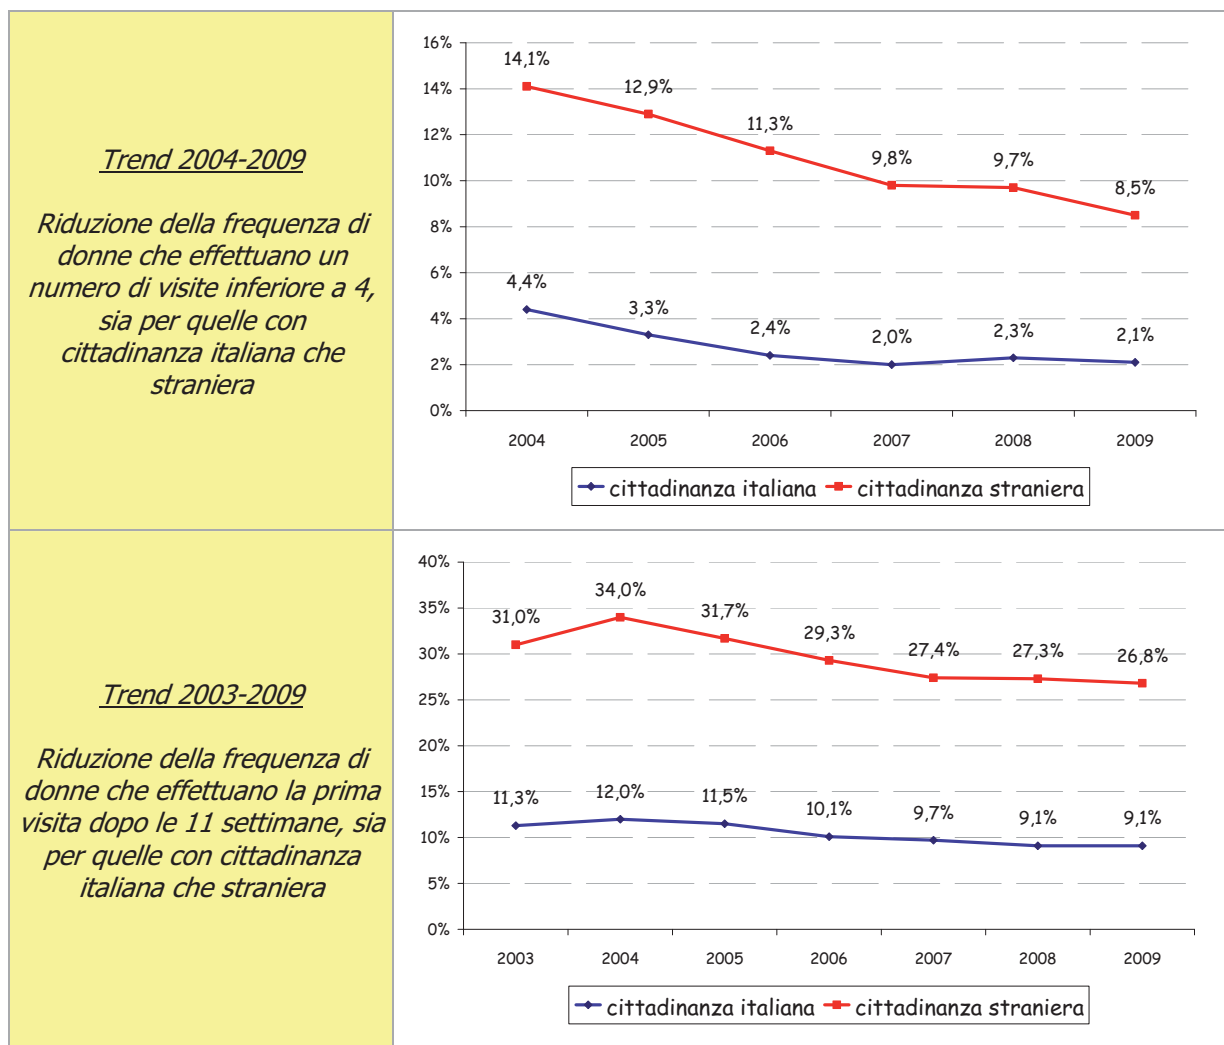 Trend 2004-2009
Riduzione della frequenza di
donne che effettuano un
numero di visite inferiore a 4,
sia per quelle con
cittadinanza italiana che
straniera
16%
14%
12%
10%
8%
6%
4%
2%
0%
14,1%
12,9%
11,3%
9,8%
9,7%
8,5%
4,4%
3,3%
2,4%
2,0%
2,3%
2,1%
2004 2005 2006 2007 2008 2009
cittadinanza italiana cittadinanza straniera
Trend 2003-2009
Riduzione della frequenza di
donne che effettuano la prima
visita dopo le 11 settimane, sia
per quelle con cittadinanza
italiana che straniera
40%
35%
30%
25%
20%
15%
10%
5%
0%
31,0%
34,0%
31,7%
29,3%
27,4%
27,3%
26,8%
11,3%
12,0%
11,5%
10,1%
9,7%
9,1%
9,1%
2003 2004 2005 2006 2007 2008 2009
cittadinanza italiana cittadinanza straniera